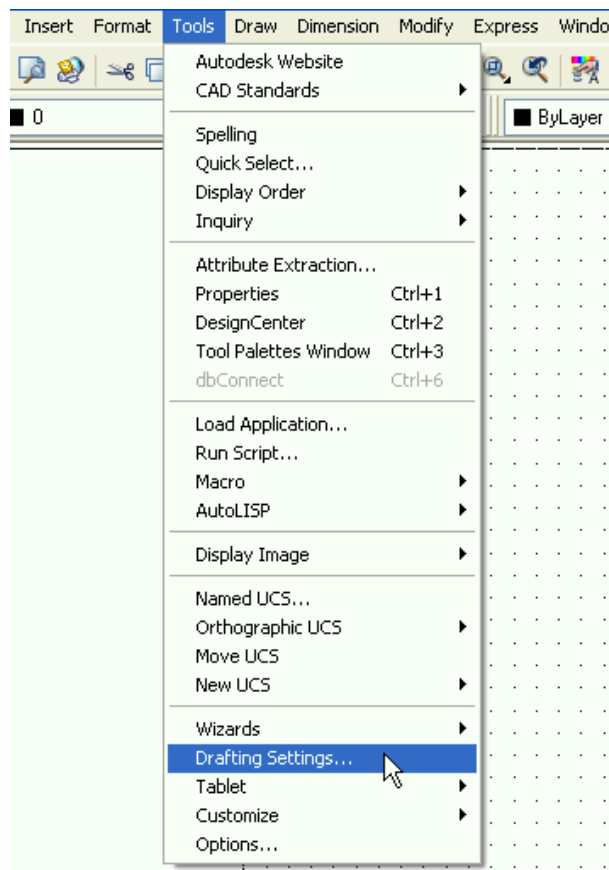 Insert Format Tools Draw Dimension Modify Express Windo
0
ByLayer
Autodesk Website
CAD Standards
Spelling
Quick Select...
Display Order
Inquiry
Attribute Extraction...
Properties Ctrl+1
DesignCenter Ctrl+2
Tool Palettes Window Ctrl+3
dbConnect Ctrl+6
Load Application...
Run Script...
Macro
AutoLISP
Display Image
Named UCS...
Orthographic UCS
Move UCS
New UCS
Wizards
Drafting Settings...
Tablet
Customize
Options...